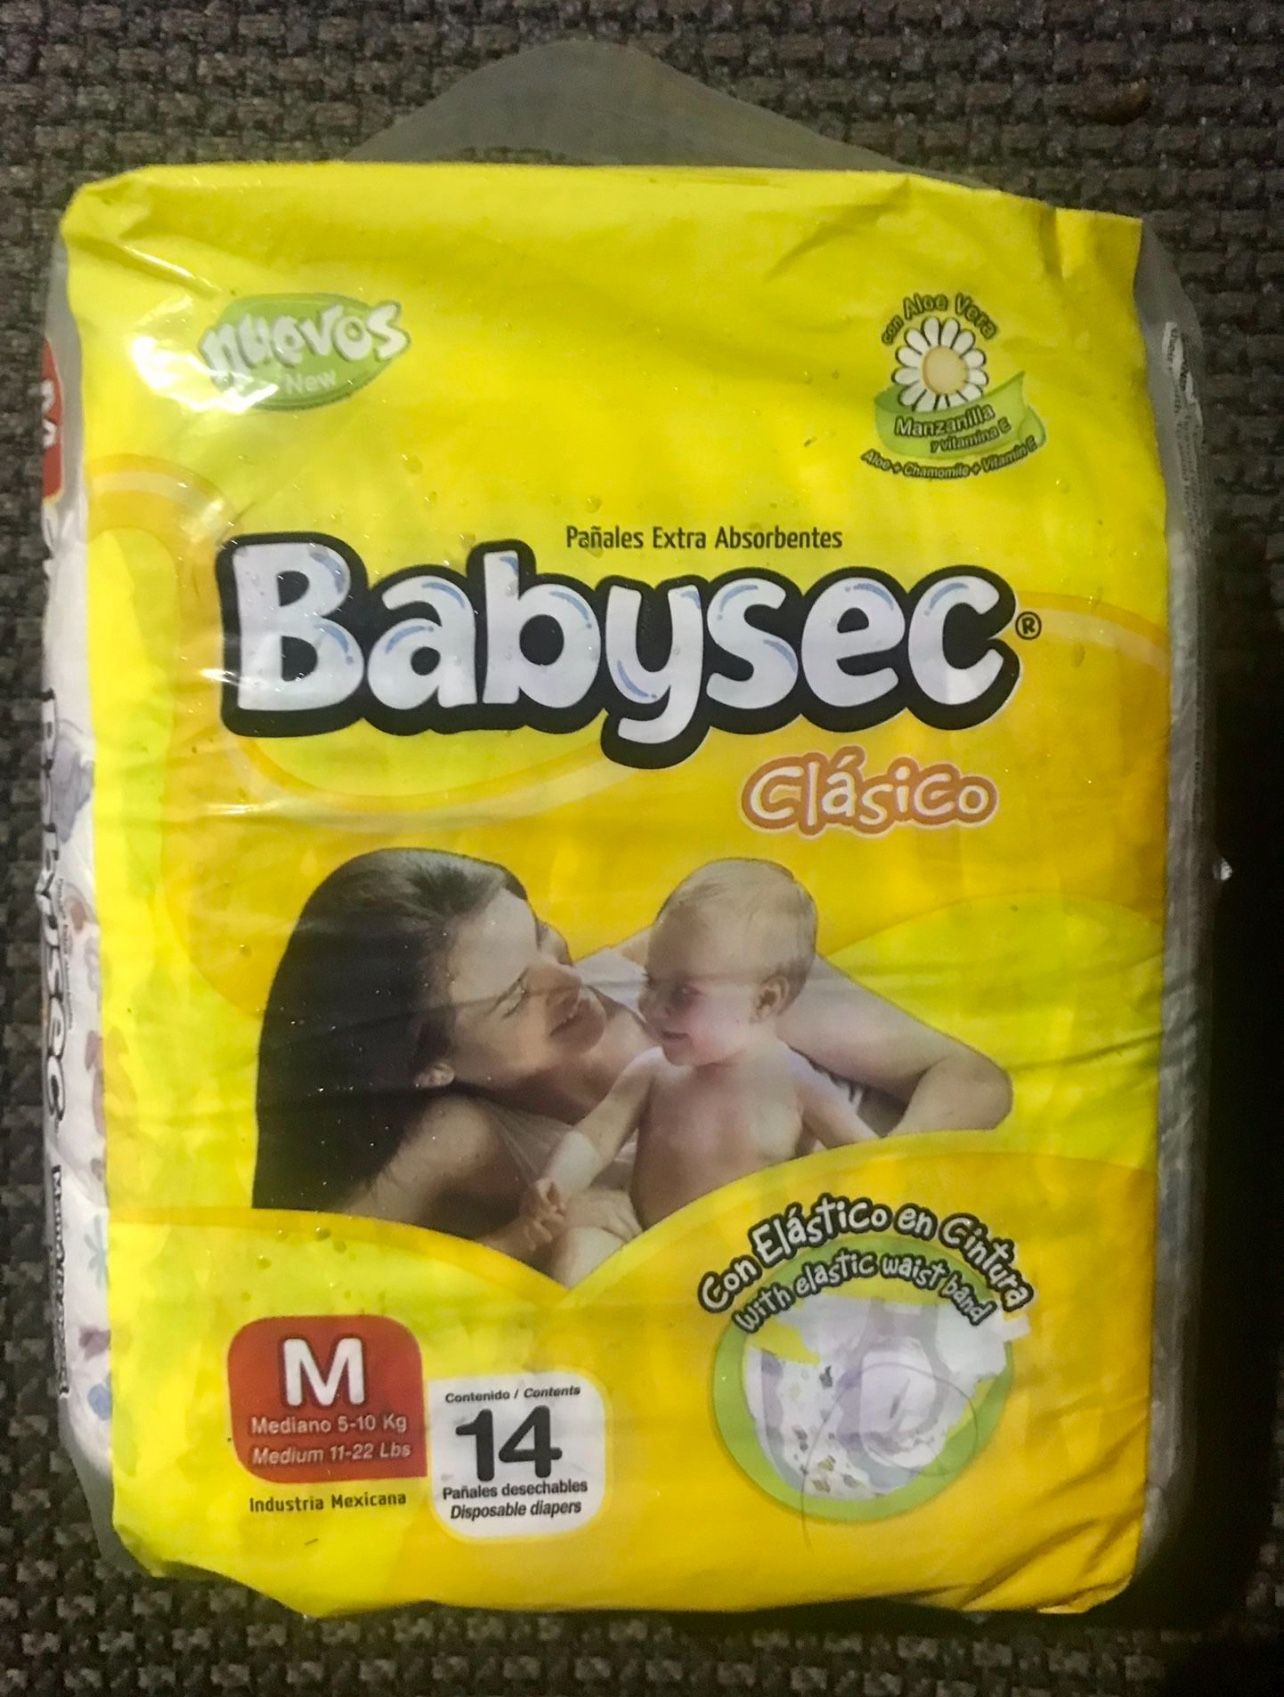 nuevos
New
con Aloe Vera
Manzanilla
y vitamina E
Aloe + Chamomile + Vitamin E
Pañales Extra Absorbentes
Babysec®
Clásico
Con Elástico en Cintura
with elastic waist band
M
Mediano 5-10 Kg
Medium 11-22 Lbs
Industria Mexicana
Contenido / Contents
14
Pañales desechables
Disposable diapers
M
Babysec